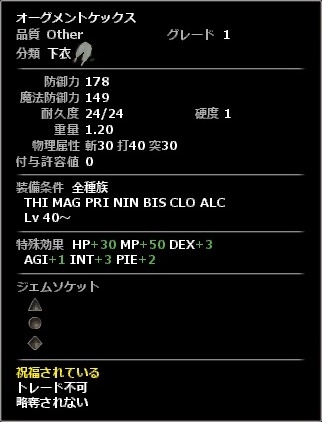 オーグメントケックス
品質 Other グレード 1
分類 下衣
防御力 178
魔法防御力 149
耐久度 24/24 硬度 1
重量 1.20
物理属性 斬30 打40 突30
付与許容値 0
装備条件 全種族
THI MAG PRI NIN BIS CLO ALC
Lv 40～
特殊効果 HP+30 MP+50 DEX+3
AGI+1 INT+3 PIE+2
ジェムソケット
祝福されている
トレード不可
略奪されない